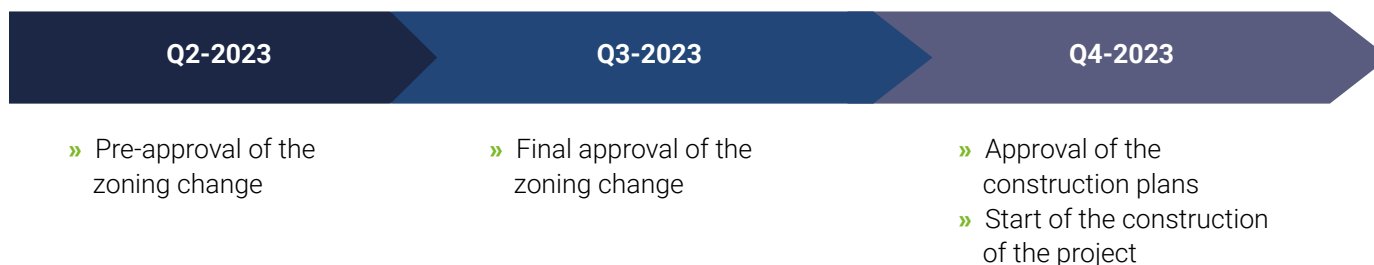 Q2-2023
Q3-2023
Q4-2023
» Pre-approval of the
zoning change
» Final approval of the
zoning change
» Approval of the
construction plans
» Start of the construction
of the project